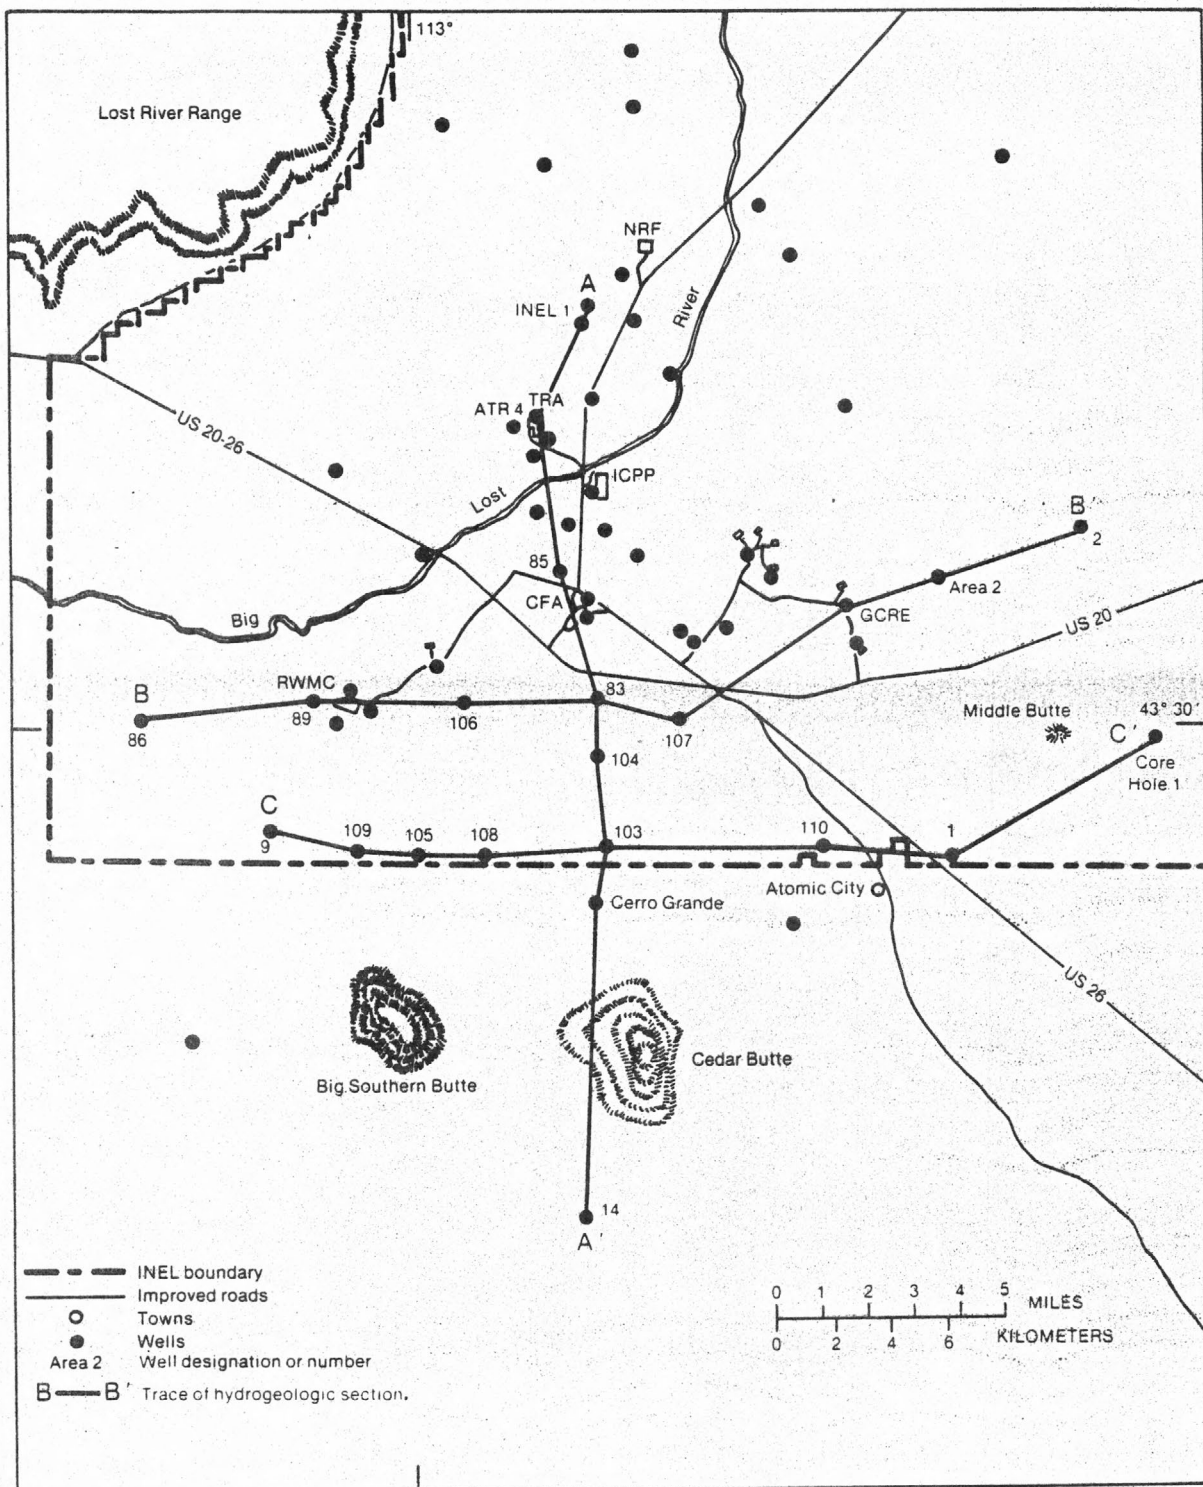 113°
Lost River Range
NRF
A
INEL 1
River
ATR 4
TRA
US 20-26
ICPP
Lost
B'
2
85
Area 2
CFA
GCRE
Big
US 20
RWMC
83
B
89
106
Middle Butte
43° 30'
86
107
C'
104
Core
Hole 1
C
9
109
105
108
103
110
1
Atomic City
Cerro Grande
US 26
Cedar Butte
Big Southern Butte
14
A'
INEL boundary
Improved roads
Towns
Wells
Area 2 Well designation or number
B B' Trace of hydrogeologic section.
0 1 2 3 4 5 MILES
0 2 4 6 KILOMETERS